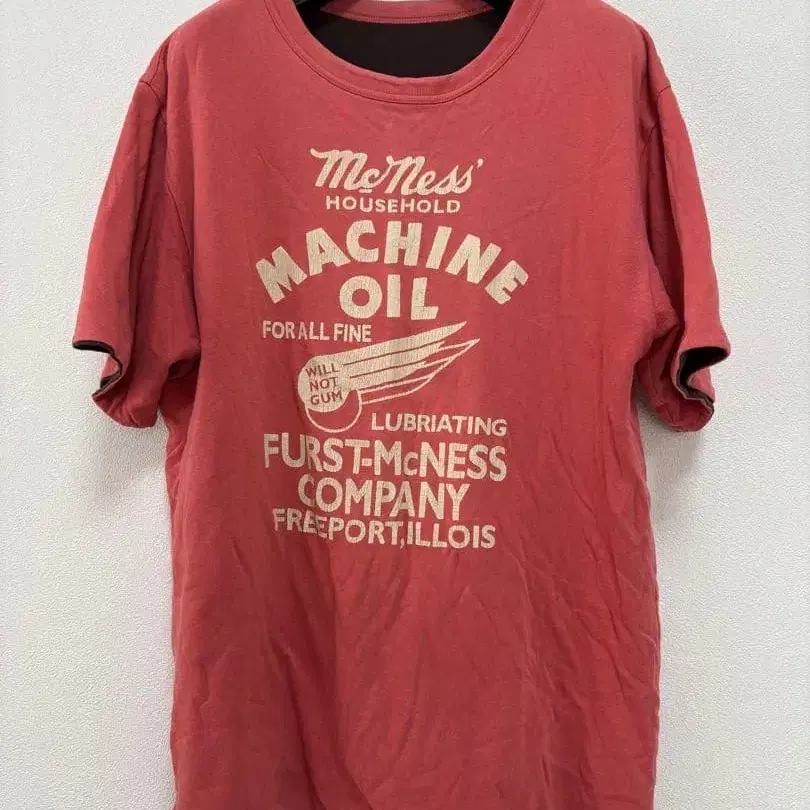 McNess'
HOUSEHOLD
MACHINE
OIL
FOR ALL FINE
WILL
NOT
GUM
LUBRIATING
FURST-McNESS
COMPANY
FREEPORT,ILLOIS